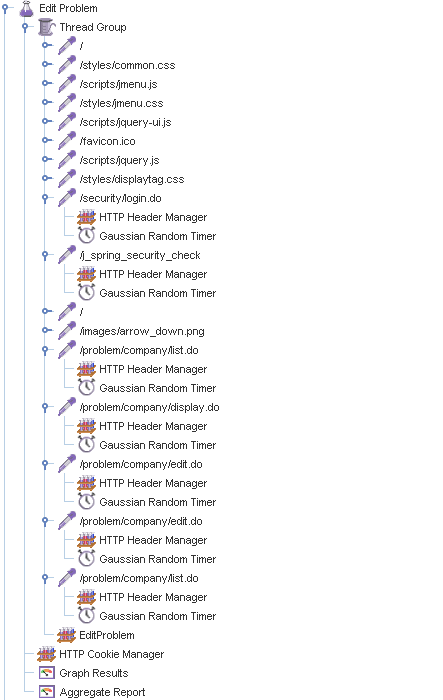 Edit Problem
Thread Group
/
/styles/common.css
/scripts/jmenu.js
/styles/jmenu.css
/scripts/jquery-ui.js
/favicon.ico
/scripts/jquery.js
/styles/displaytag.css
/security/login.do
HTTP Header Manager
Gaussian Random Timer
/j_spring_security_check
HTTP Header Manager
Gaussian Random Timer
/
/images/arrow_down.png
/problem/company/list.do
HTTP Header Manager
Gaussian Random Timer
/problem/company/display.do
HTTP Header Manager
Gaussian Random Timer
/problem/company/edit.do
HTTP Header Manager
Gaussian Random Timer
/problem/company/edit.do
HTTP Header Manager
Gaussian Random Timer
/problem/company/list.do
HTTP Header Manager
Gaussian Random Timer
EditProblem
HTTP Cookie Manager
Graph Results
Aggregate Report